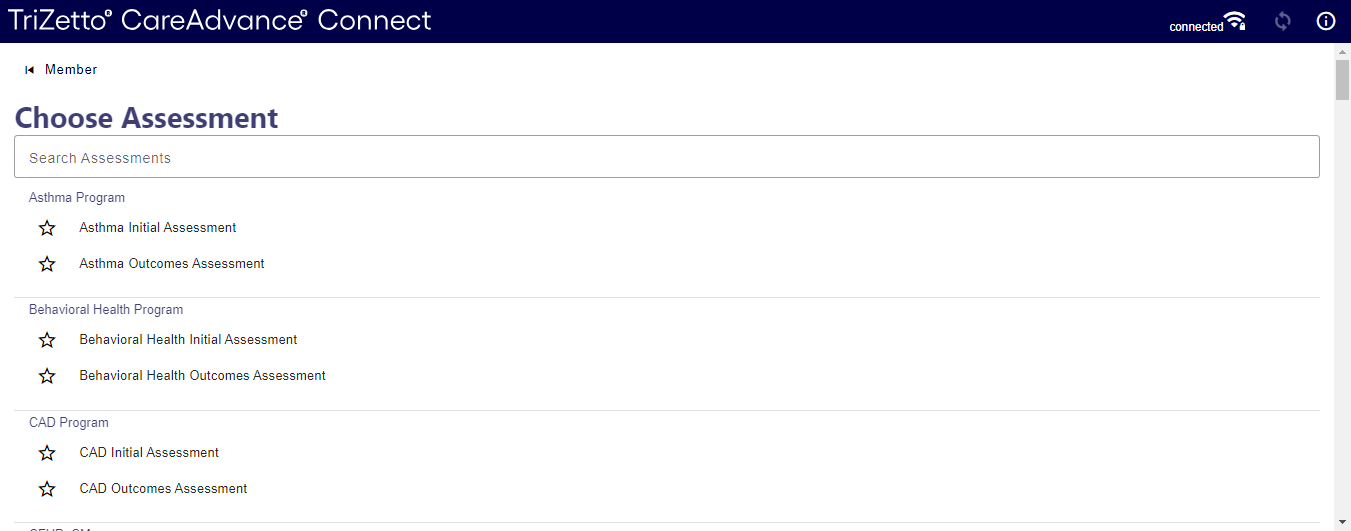 TriZetto® CareAdvance® Connect
connected
Member
Choose Assessment
Search Assessments
Asthma Program
Asthma Initial Assessment
Asthma Outcomes Assessment
Behavioral Health Program
Behavioral Health Initial Assessment
Behavioral Health Outcomes Assessment
CAD Program
CAD Initial Assessment
CAD Outcomes Assessment